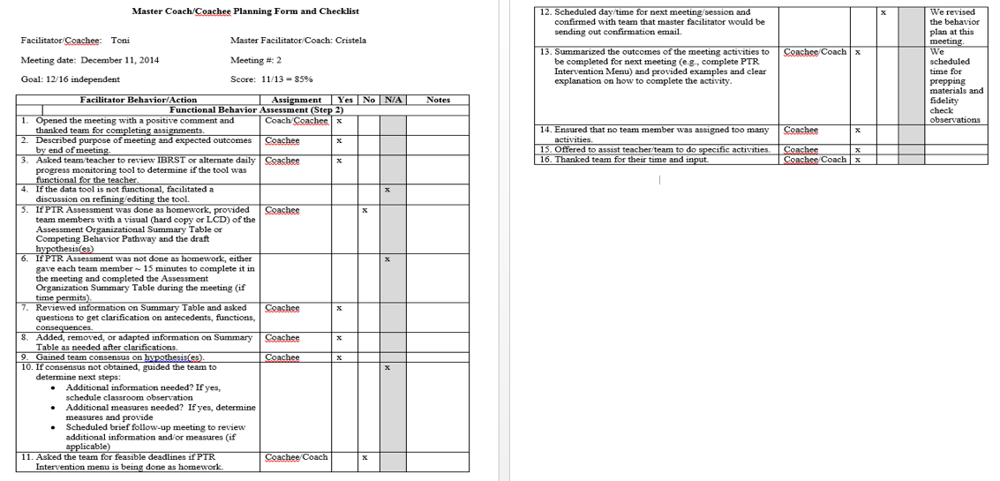 Master Coach/Coachee Planning Form and Checklist
Facilitator/Coachee: Toni Master Facilitator/Coach: Cristela
Meeting date: December 11, 2014 Meeting #: 2
Goal: 12/16 independent Score: 11/13 = 85%
Facilitator Behavior/Action Assignment Yes No N/A Notes
Functional Behavior Assessment (Step 2)
1. Opened the meeting with a positive comment and Coach/Coachee x
thanked team for completing assignments.
2. Described purpose of meeting and expected outcomes Coachee x
by end of meeting.
3. Asked team/teacher to review IBRST or alternate daily Coachee x
progress monitoring tool to determine if the tool was
functional for the teacher.
4. If the data tool is not functional, facilitated a x
discussion on refining/editing the tool.
5. If PTR Assessment was done as homework, provided Coachee x
team members with a visual (hard copy or LCD) of the
Assessment Organizational Summary Table or
Competing Behavior Pathway and the draft
hypothesis(es)
6. If PTR Assessment was not done as homework, either x
gave each team member ~ 15 minutes to complete it in
the meeting and completed the Assessment
Organization Summary Table during the meeting (if
time permits).
7. Reviewed information on Summary Table and asked Coachee x
questions to get clarification on antecedents, functions,
consequences.
8. Added, removed, or adapted information on Summary Coachee x
Table as needed after clarifications.
9. Gained team consensus on hypothesis(es). Coachee x
10. If consensus not obtained, guided the team to x
determine next steps:
• Additional information needed? If yes,
schedule classroom observation
• Additional measures needed? If yes, determine
measures and provide
• Scheduled brief follow-up meeting to review
additional information and/or measures (if
applicable)
11. Asked the team for feasible deadlines if PTR Coachee/Coach x
Intervention menu is being done as homework.
12. Scheduled day/time for next meeting/session and x We revised
confirmed with team that master facilitator would be the behavior
sending out confirmation email. plan at this
meeting.
13. Summarized the outcomes of the meeting activities to Coachee/Coach x We
be completed for next meeting (e.g., complete PTR scheduled
Intervention Menu) and provided examples and clear time for
explanation on how to complete the activity. prepping
materials and
fidelity
check
observations
14. Ensured that no team member was assigned too many Coachee x
activities.
15. Offered to assist teacher/team to do specific activities. Coachee x
16. Thanked team for their time and input. Coachee/Coach x